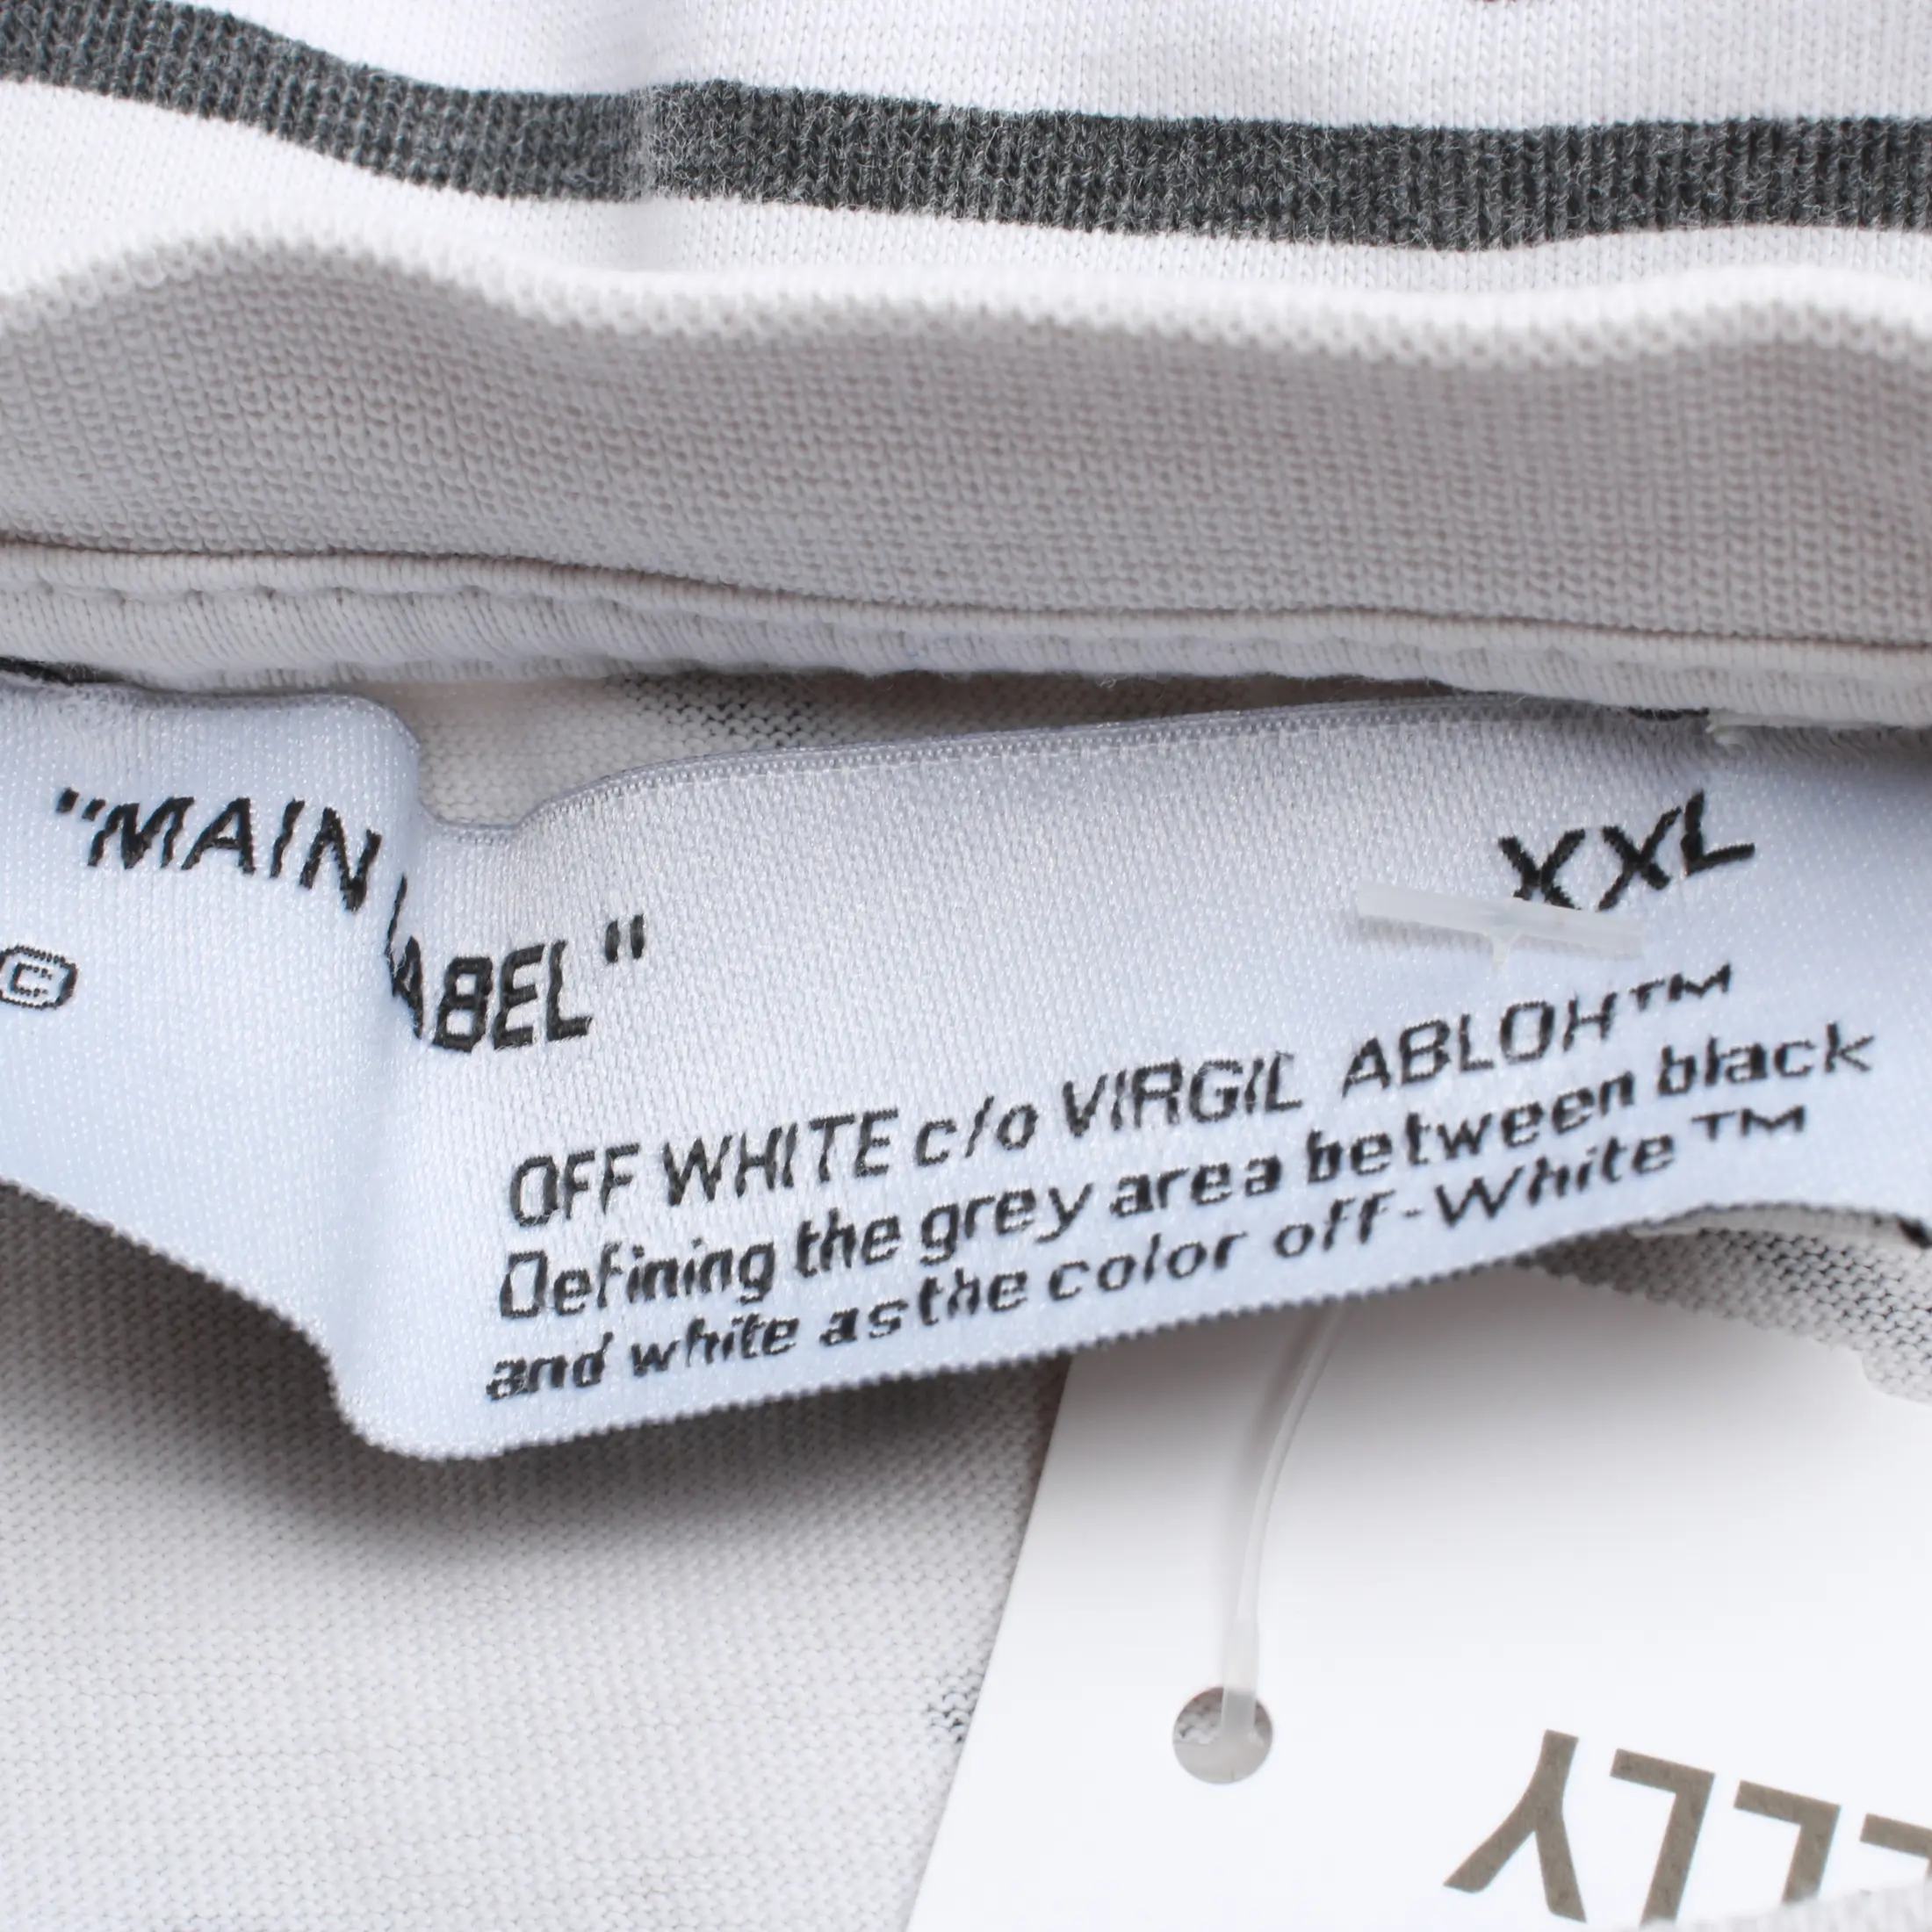 "MAIN LABEL"
XXL
©
OFF WHITE c/o VIRGIL ABLOH™
Defining the grey area between black
and white as the color off-White™
ELLY